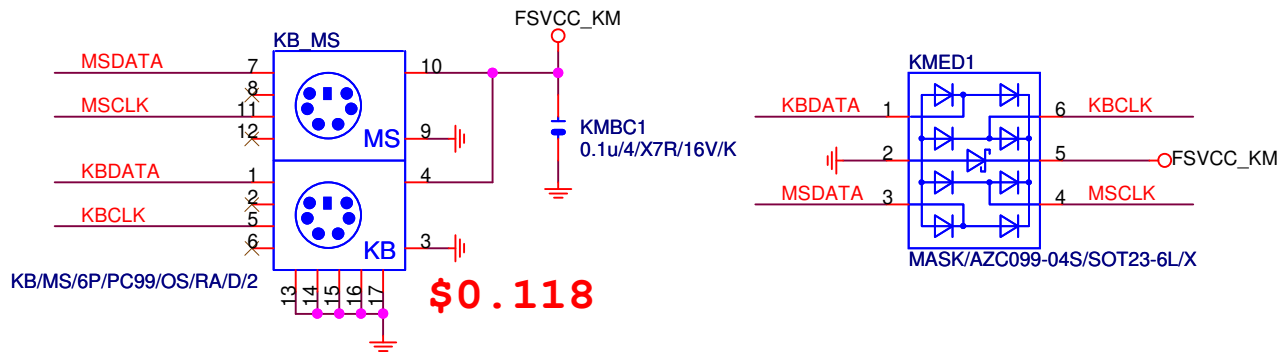 FSVCC_KM
KB_MS
MSDATA 7 10
8
MSCLK 11
12 MS 9
KMBC1
0.1u/4/X7R/16V/K
KBDATA 1 4
2
KBCLK 5
6 KB 3
KB/MS/6P/PC99/OS/RA/D/2
13 14 15 16 17
$0.118
KMED1
KBDATA 1 6 KBCLK
2 5 FSVCC_KM
MSDATA 3 4 MSCLK
MASK/AZC099-04S/SOT23-6L/X